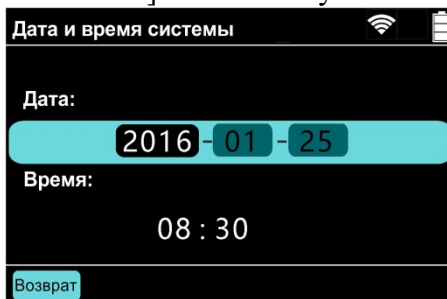 Дата и время системы
Дата:
2016-01-25
Время:
08:30
Возврат